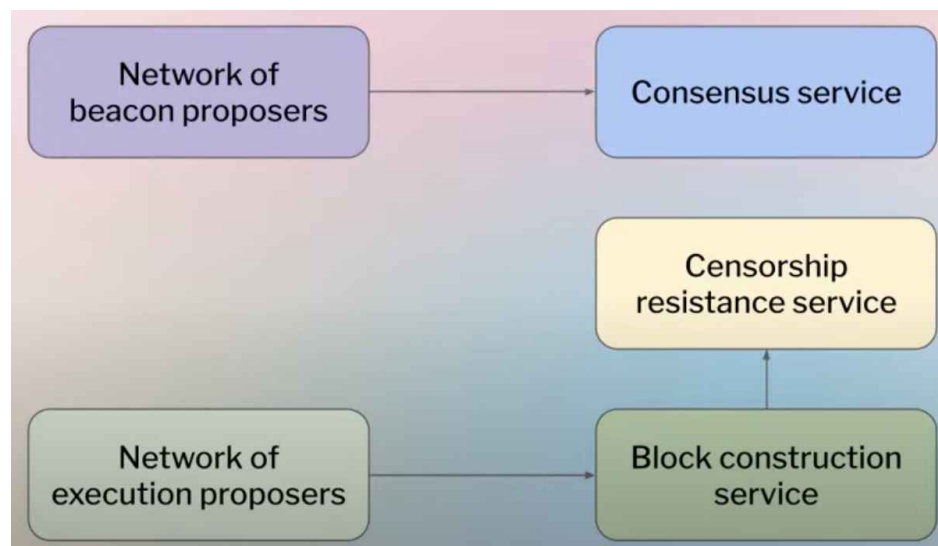 Network of
beacon proposers
Consensus service
Censorship
resistance service
Network of
execution proposers
Block construction
service